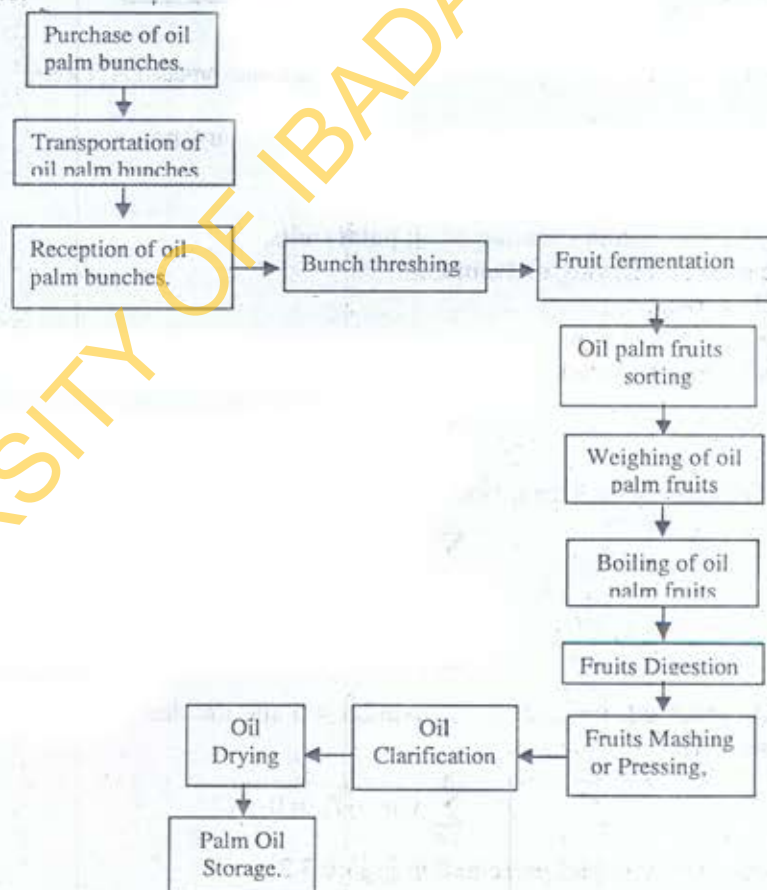 Purchase of oil
palm bunches.
Transportation of
oil palm bunches
Reception of oil
palm bunches.
Bunch threshing
Fruit fermentation
Oil palm fruits
sorting
Weighing of oil
palm fruits
Boiling of oil
palm fruits
Fruits Digestion
Fruits Mashing
or Pressing,
Oil
Clarification
Oil
Drying
Palm Oil
Storage.
RSITY OF IBADA